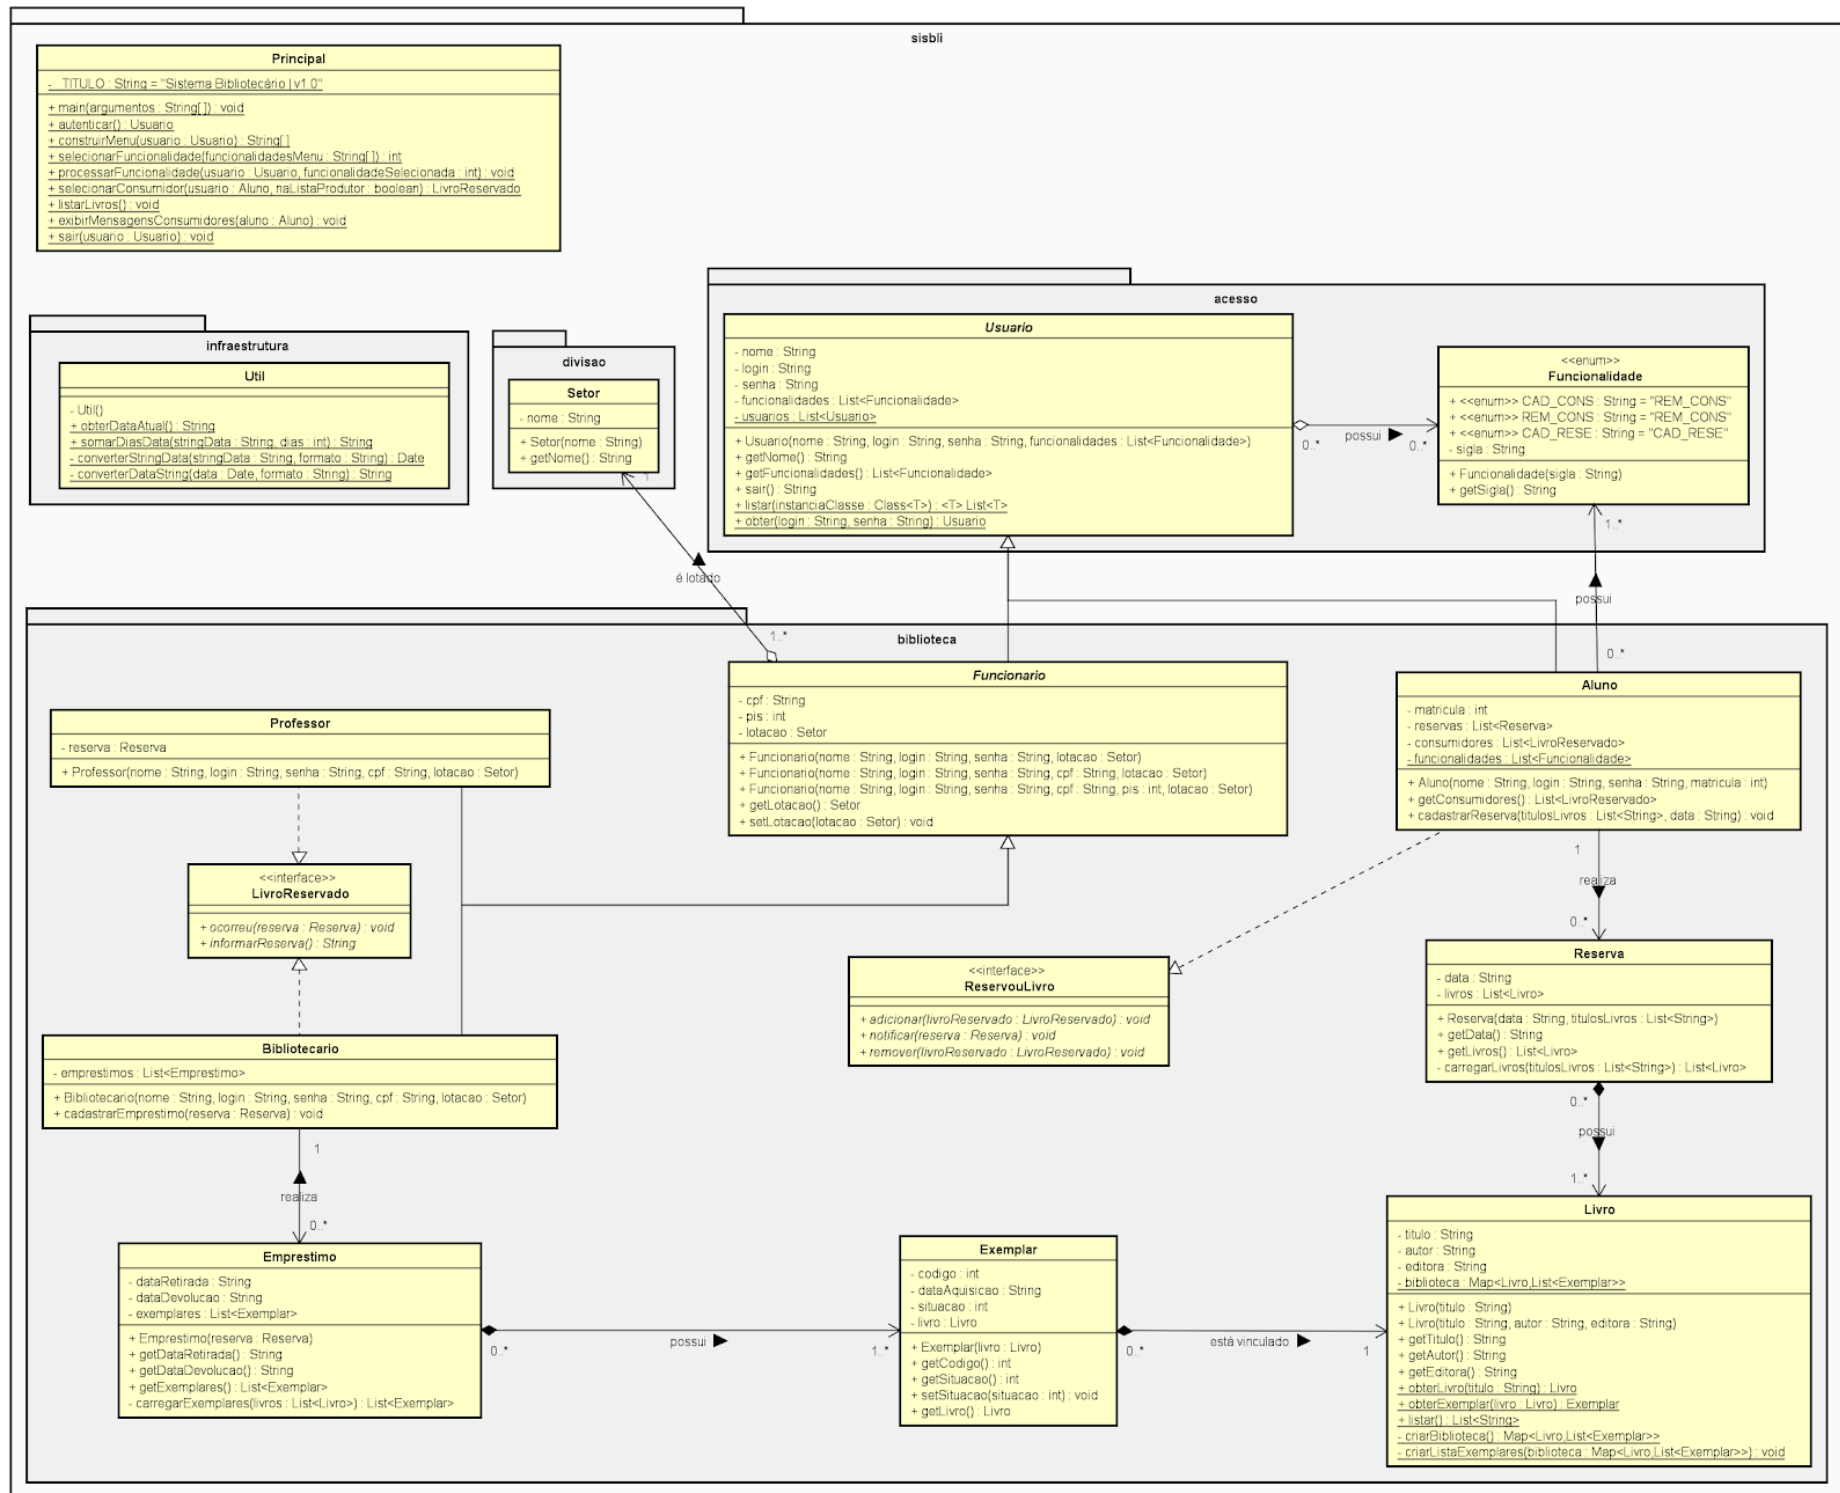 sisbli
Principal
- _TITULO : String = "Sistema Bibliotecário | v1.0"
+ main(argumentos : String[ ]) : void
+ autenticar() : Usuario
+ construirMenu(usuario : Usuario) : String[ ]
+ selecionarFuncionalidade(funcionalidadesMenu : String[ ]) : int
+ processarFuncionalidade(usuario : Usuario, funcionalidadeSelecionada : int) : void
+ selecionarConsumidor(usuario : Aluno, naListaProdutor : boolean) : LivroReservado
+ listarLivros() : void
+ exibirMensagensConsumidores(aluno : Aluno) : void
+ sair(usuario : Usuario) : void
infraestrutura
Util
- Util()
+ obterDataAtual() : String
+ somarDiasData(stringData : String, dias : int) : String
- converterStringData(stringData : String, formato : String) : Date
- converterDataString(data : Date, formato : String) : String
divisao
Setor
- nome : String
+ Setor(nome : String)
+ getNome() : String
1
é lotado
1..*
acesso
Usuario
- nome : String
- login : String
- senha : String
- funcionalidades : List<Funcionalidade>
- usuarios : List<Usuario>
+ Usuario(nome : String, login : String, senha : String, funcionalidades : List<Funcionalidade>)
+ getNome() : String
+ getFuncionalidades() : List<Funcionalidade>
+ sair() : String
+ listar(instanciaClasse : Class<T>) : <T> List<T>
+ obter(login : String, senha : String) : Usuario
0..*
possui
0..*
<<enum>>
Funcionalidade
+ <<enum>> CAD_CONS : String = "REM_CONS"
+ <<enum>> REM_CONS : String = "REM_CONS"
+ <<enum>> CAD_RESE : String = "CAD_RESE"
- sigla : String
+ Funcionalidade(sigla : String)
+ getSigla() : String
1..*
possui
0..*
biblioteca
Professor
- reserva : Reserva
+ Professor(nome : String, login : String, senha : String, cpf : String, lotacao : Setor)
Funcionario
- cpf : String
- pis : int
- lotacao : Setor
+ Funcionario(nome : String, login : String, senha : String, lotacao : Setor)
+ Funcionario(nome : String, login : String, senha : String, cpf : String, lotacao : Setor)
+ Funcionario(nome : String, login : String, senha : String, cpf : String, pis : int, lotacao : Setor)
+ getLotacao() : Setor
+ setLotacao(lotacao : Setor) : void
Aluno
- matricula : int
- reservas : List<Reserva>
- consumidores : List<LivroReservado>
- funcionalidades : List<Funcionalidade>
+ Aluno(nome : String, login : String, senha : String, matricula : int)
+ getConsumidores() : List<LivroReservado>
+ cadastrarReserva(titulosLivros : List<String>, data : String) : void
1
realiza
0..*
<<interface>>
LivroReservado
+ ocorreu(reserva : Reserva) : void
+ informarReserva() : String
<<interface>>
ReservouLivro
+ adicionar(livroReservado : LivroReservado) : void
+ notificar(reserva : Reserva) : void
+ remover(livroReservado : LivroReservado) : void
Reserva
- data : String
- livros : List<Livro>
+ Reserva(data : String, titulosLivros : List<String>)
+ getData() : String
+ getLivros() : List<Livro>
- carregarLivros(titulosLivros : List<String>) : List<Livro>
0..*
possui
1..*
Bibliotecario
- emprestimos : List<Emprestimo>
+ Bibliotecario(nome : String, login : String, senha : String, cpf : String, lotacao : Setor)
+ cadastrarEmprestimo(reserva : Reserva) : void
1
realiza
0..*
Emprestimo
- dataRetirada : String
- dataDevolucao : String
- exemplares : List<Exemplar>
+ Emprestimo(reserva : Reserva)
+ getDataRetirada() : String
+ getDataDevolucao() : String
+ getExemplares() : List<Exemplar>
- carregarExemplares(livros : List<Livro>) : List<Exemplar>
0..*
possui
1..*
Exemplar
- codigo : int
- dataAquisicao : String
- situacao : int
- livro : Livro
+ Exemplar(livro : Livro)
+ getCodigo() : int
+ getSituacao() : int
+ setSituacao(situacao : int) : void
+ getLivro() : Livro
0..*
está vinculado
1
Livro
- titulo : String
- autor : String
- editora : String
- biblioteca : Map<Livro,List<Exemplar>>
+ Livro(titulo : String)
+ Livro(titulo : String, autor : String, editora : String)
+ getTitulo() : String
+ getAutor() : String
+ getEditora() : String
+ obterLivro(titulo : String) : Livro
+ obterExemplar(livro : Livro) : Exemplar
+ listar() : List<String>
- criarBiblioteca() : Map<Livro,List<Exemplar>>
- criarListaExemplares(biblioteca : Map<Livro,List<Exemplar>>) : void